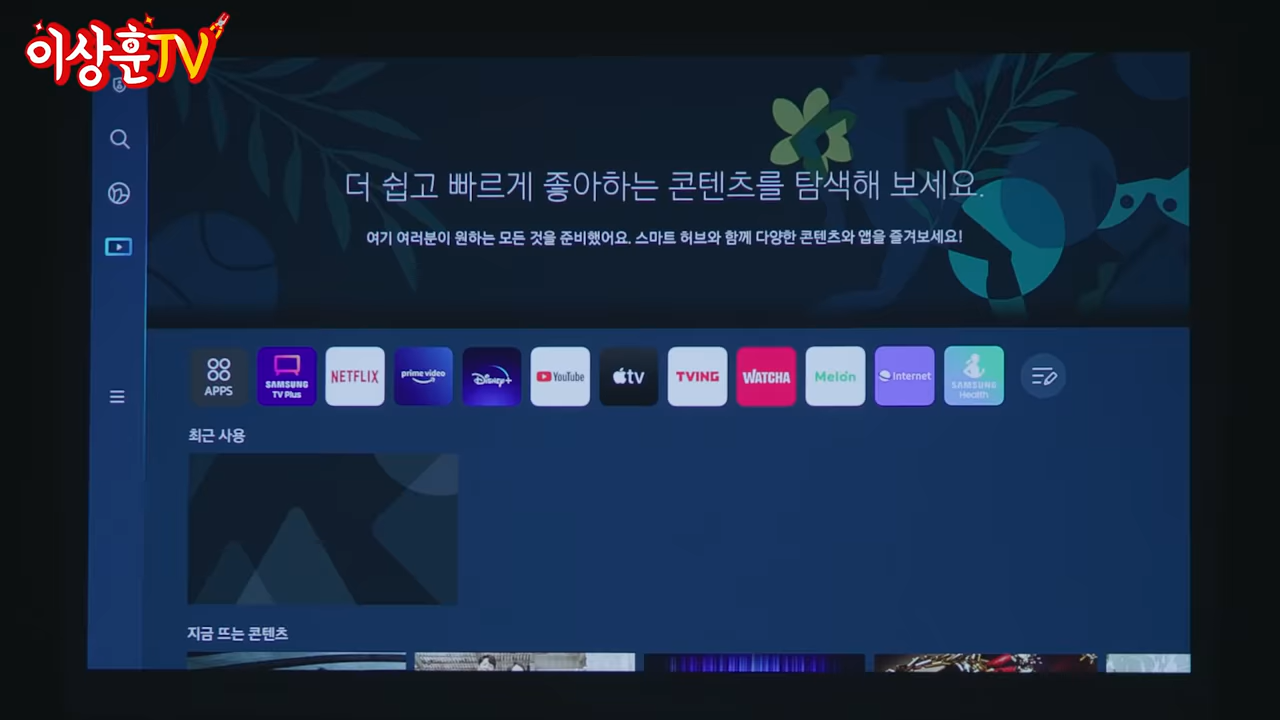 이상훈TV
더 쉽고 빠르게 좋아하는 콘텐츠를 탐색해 보세요.
여기 여러분이 원하는 모든 것을 준비했어요. 스마트 허브와 함께 다양한 콘텐츠와 앱을 즐겨보세요!
APPS
SAMSUNG
TV Plus
NETFLIX
prime video
Disney+
YouTube
tv
TVING
WATCHA
Melon
Internet
SAMSUNG
Health
최근 사용
지금 뜨는 콘텐츠